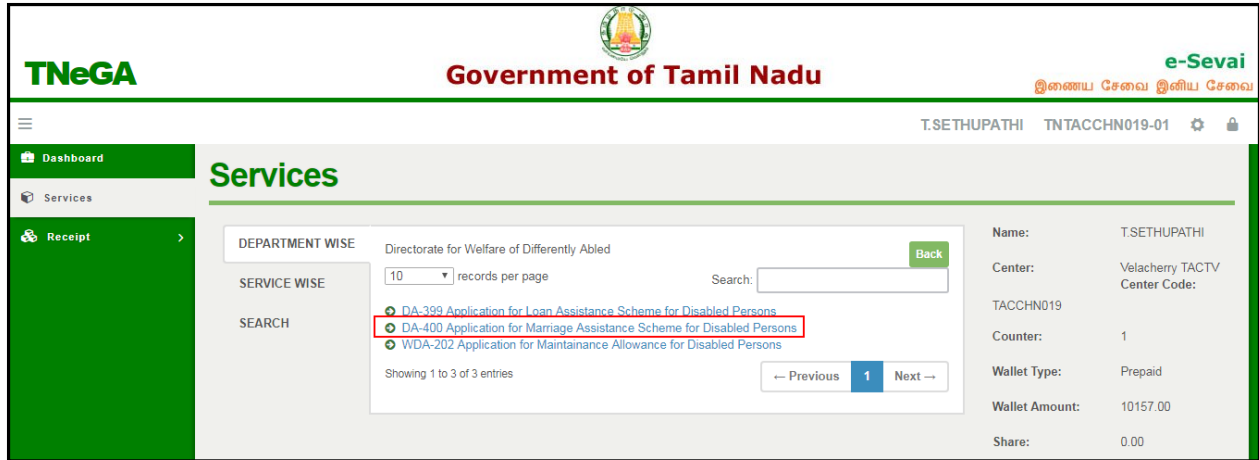 TNeGA
Government of Tamil Nadu
e-Sevai
இணைய சேவை இனிய சேவை
T.SETHUPATHI TNTACCHN019-01
Dashboard
Services
Receipt
Services
DEPARTMENT WISE
SERVICE WISE
SEARCH
Directorate for Welfare of Differently Abled
Back
10 records per page
Search:
DA-399 Application for Loan Assistance Scheme for Disabled Persons
DA-400 Application for Marriage Assistance Scheme for Disabled Persons
WDA-202 Application for Maintainance Allowance for Disabled Persons
Showing 1 to 3 of 3 entries
← Previous 1 Next →
Name: T.SETHUPATHI
Center: Velacherry TACTV
Center Code:
TACCHN019
Counter: 1
Wallet Type: Prepaid
Wallet Amount: 10157.00
Share: 0.00